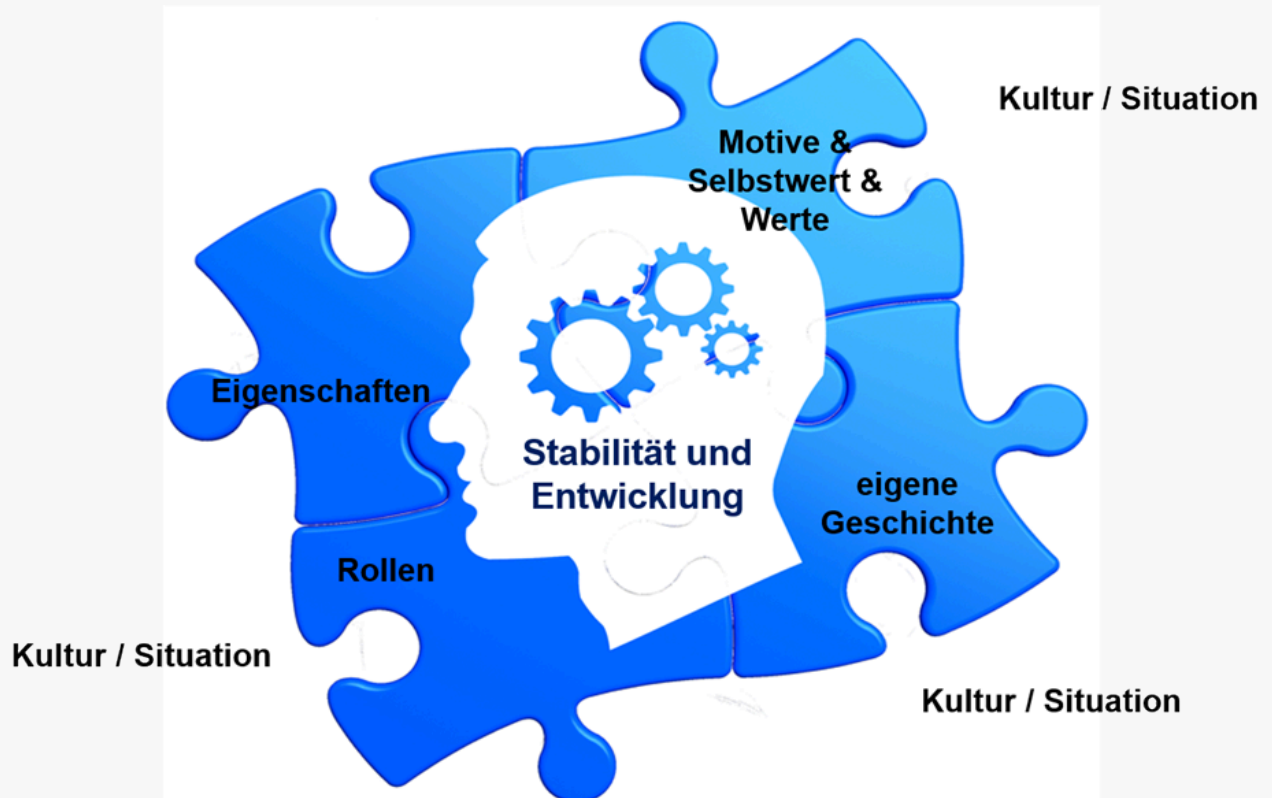 Kultur / Situation
Motive &
Selbstwert &
Werte
Eigenschaften
Stabilität und
Entwicklung
eigene
Geschichte
Rollen
Kultur / Situation
Kultur / Situation